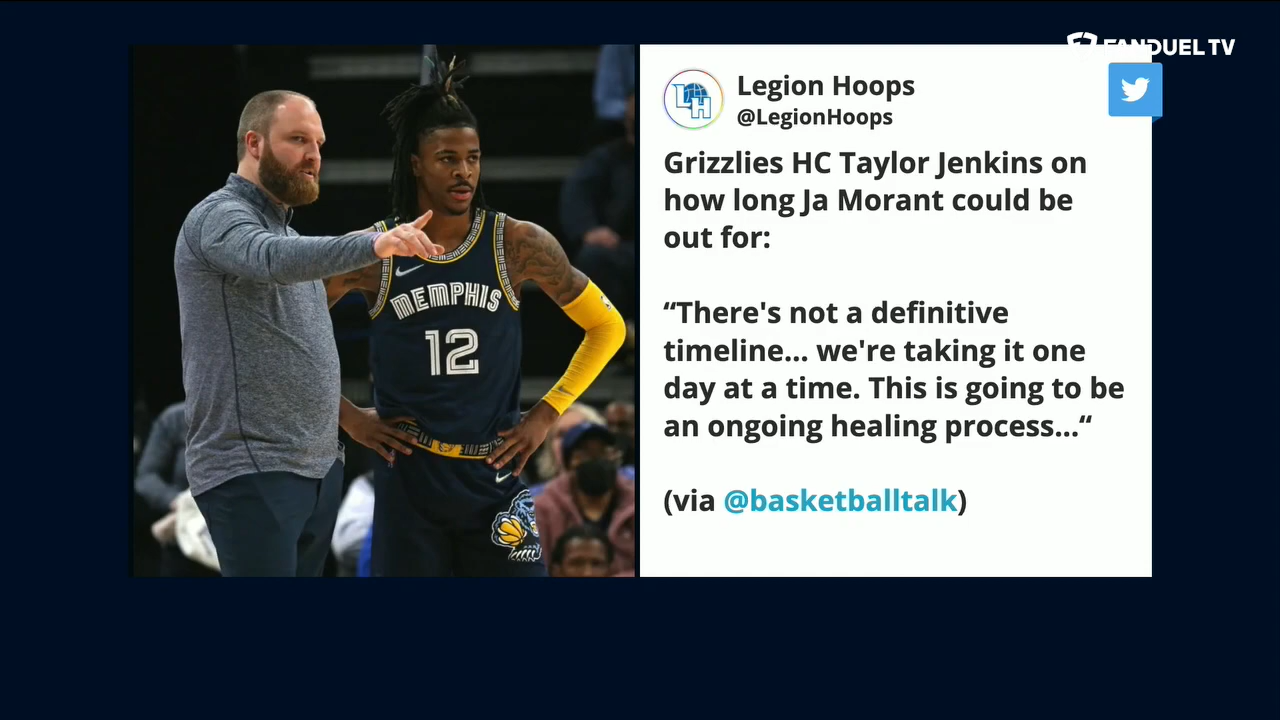 FANDUEL TV
LH
Legion Hoops
@LegionHoops
Grizzlies HC Taylor Jenkins on
how long Ja Morant could be
out for:
“There's not a definitive
timeline... we're taking it one
day at a time. This is going to be
an ongoing healing process...“
(via @basketballtalk)
MEMPHIS
12